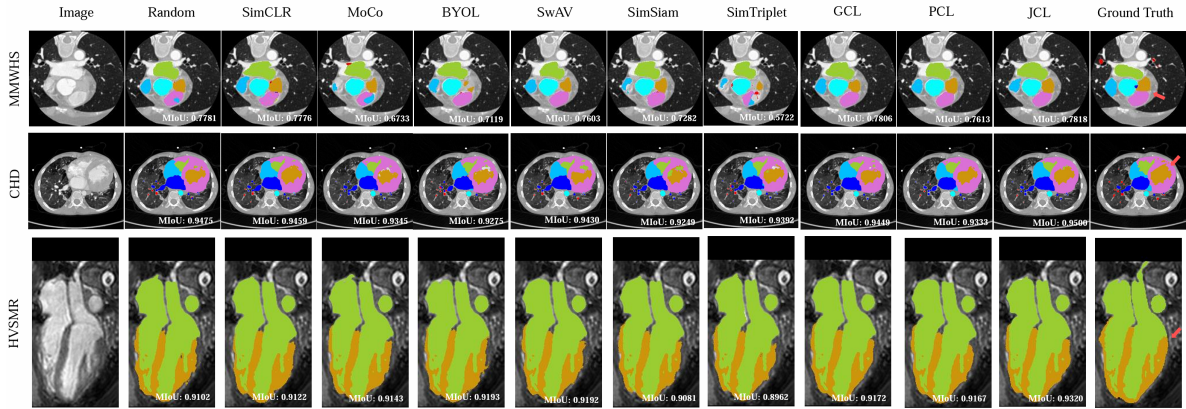 Image Random SimCLR MoCo BYOL SwAV SimSiam SimTriplet GCL PCL JCL Ground Truth
MMWHS
MIoU: 0.7781 MIoU: 0.7776 MIoU: 0.6733 MIoU: 0.7119 MIoU: 0.7603 MIoU: 0.7282 MIoU: 0.5722 MIoU: 0.7806 MIoU: 0.7613 MIoU: 0.7818
CHD
MIoU: 0.9475 MIoU: 0.9459 MIoU: 0.9345 MIoU: 0.9275 MIoU: 0.9430 MIoU: 0.9249 MIoU: 0.9392 MIoU: 0.9449 MIoU: 0.9333 MIoU: 0.9500
HVSMR
MIoU: 0.9102 MIoU: 0.9122 MIoU: 0.9143 MIoU: 0.9193 MIoU: 0.9192 MIoU: 0.9081 MIoU: 0.8962 MIoU: 0.9172 MIoU: 0.9167 MIoU: 0.9320